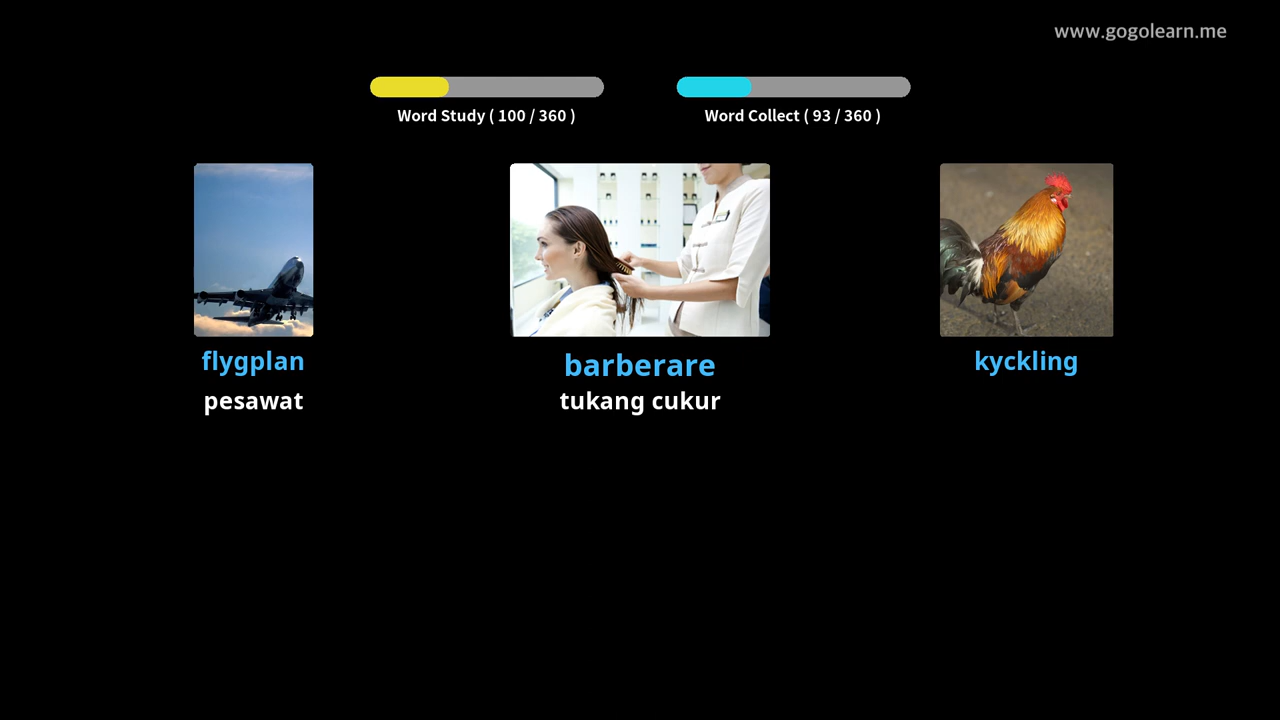 www.gogolearn.me
Word Study ( 100 / 360 )
Word Collect ( 93 / 360 )
flygplan
pesawat
barberare
tukang cukur
kyckling